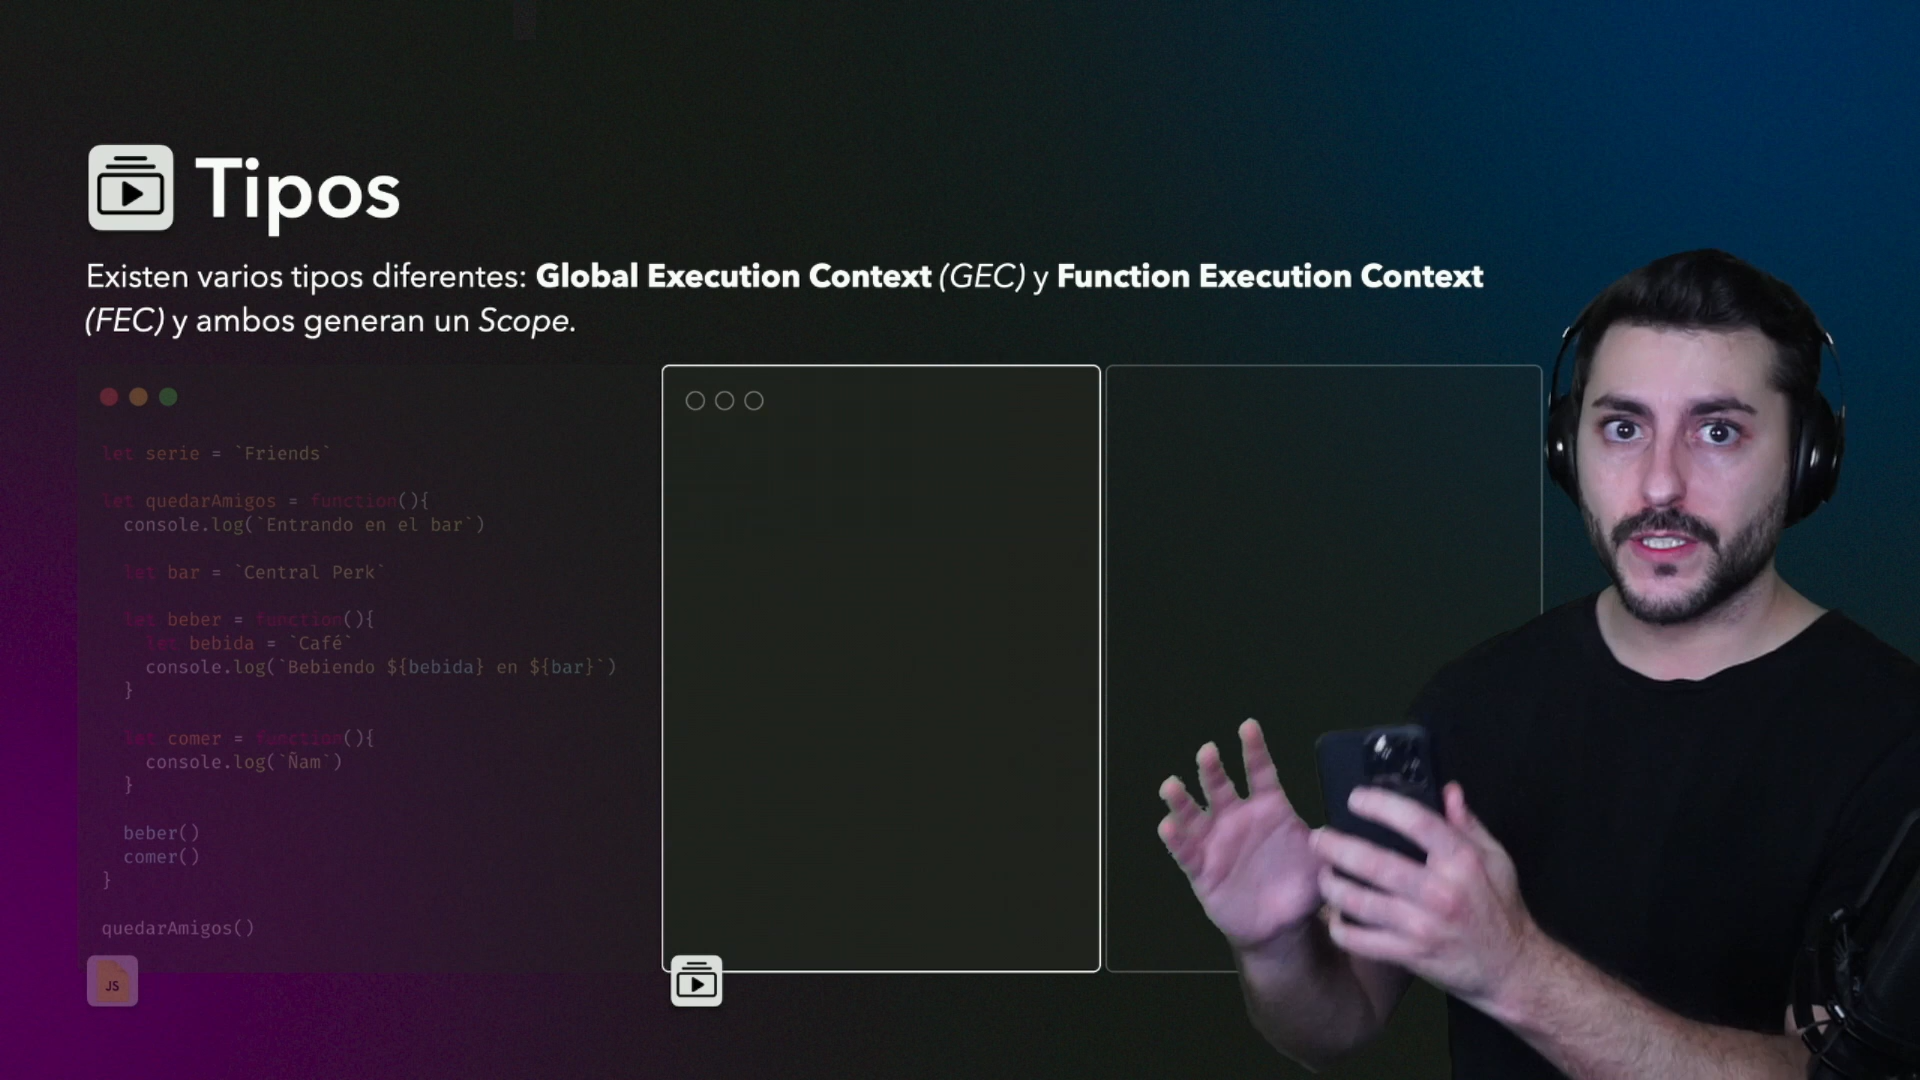 Tipos
Existen varios tipos diferentes: Global Execution Context (GEC) y Function Execution Context
(FEC) y ambos generan un Scope.
let serie = `Friends`
let quedarAmigos = function(){
console.log(`Entrando en el bar`)
let bar = `Central Perk`
let beber = function(){
let bebida = `Café`
console.log(`Bebiendo ${bebida} en ${bar}`)
}
let comer = function(){
console.log(`Ñam`)
}
beber()
comer()
}
quedarAmigos()
JS